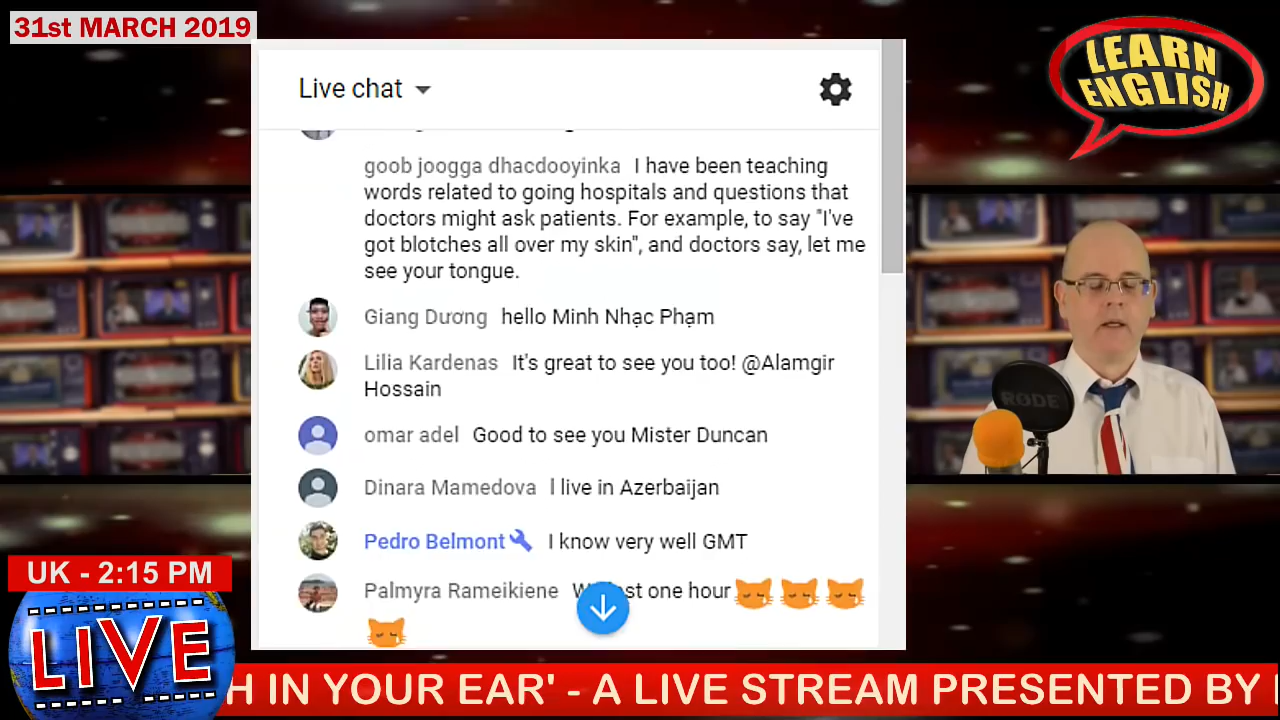 31st MARCH 2019
LEARN
ENGLISH
Live chat
goob joogga dhacdooyinka I have been teaching
words related to going hospitals and questions that
doctors might ask patients. For example, to say "I've
got blotches all over my skin", and doctors say, let me
see your tongue.
Giang Dương hello Minh Nhạc Phạm
Lilia Kardenas It's great to see you too! @Alamgir
Hossain
omar adel Good to see you Mister Duncan
Dinara Mamedova I live in Azerbaijan
Pedro Belmont I know very well GMT
Palmyra Rameikiene one hour
RØDE
UK - 2:15 PM
LIVE
H IN YOUR EAR' - A LIVE STREAM PRESENTED BY